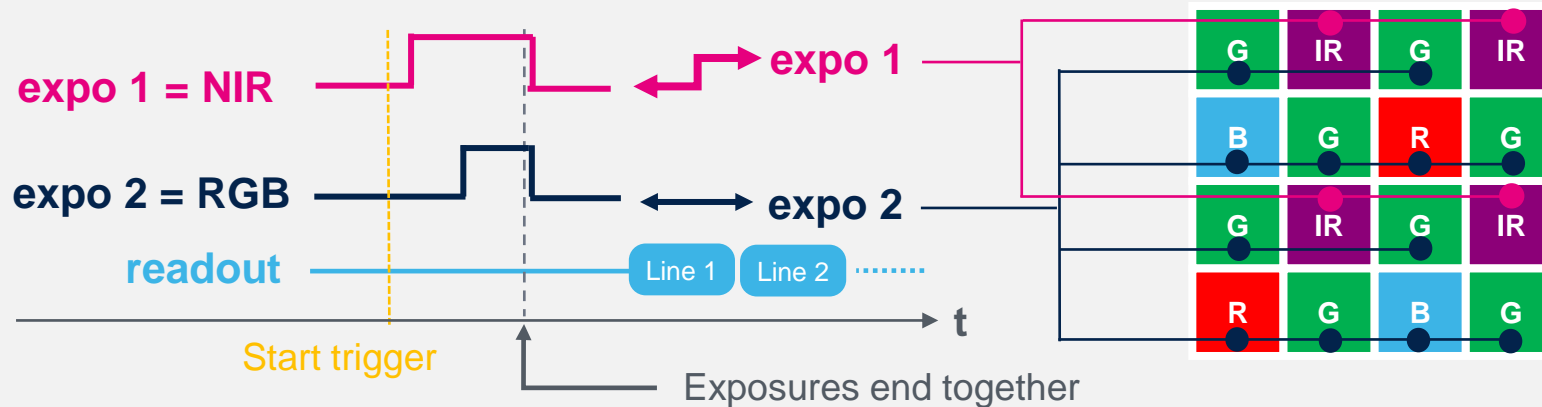 expo 1 = NIR
expo 2 = RGB
readout
Line 1
Line 2
t
Start trigger
Exposures end together
expo 1
expo 2
G IR G IR
B G R G
G IR G IR
R G B G